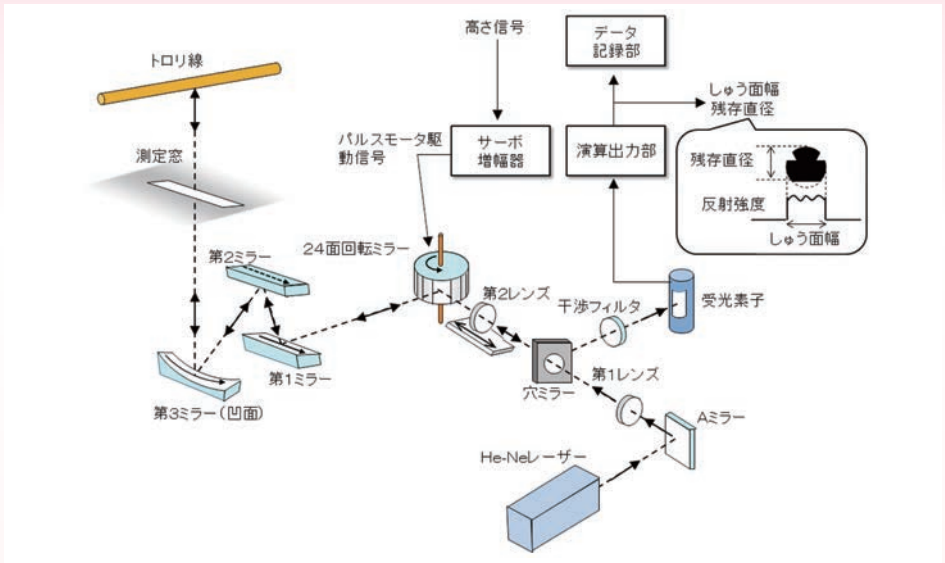 高さ信号
データ
記録部
トロリ線
しゅう面幅
残存直径
パルスモータ駆
動信号
サーボ
増幅器
演算出力部
測定窓
残存直径
反射強度
しゅう面幅
24面回転ミラー
第2ミラー
第2レンズ
干渉フィルタ
受光素子
第1ミラー
穴ミラー
第1レンズ
第3ミラー(凹面)
Aミラー
He-Neレーザー